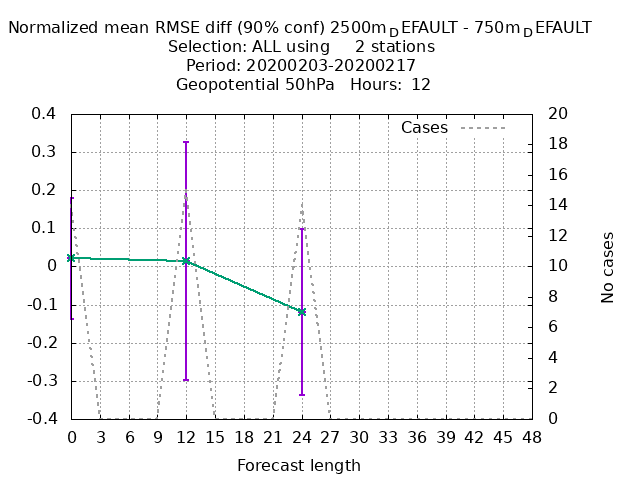 Normalized mean RMSE diff (90% conf) 2500m_DEFAULT - 750m_DEFAULT
Selection: ALL using 2 stations
Period: 20200203-20200217
Geopotential 50hPa Hours: 12
Cases
0.4
0.3
0.2
0.1
0
-0.1
-0.2
-0.3
-0.4
20
18
16
14
12
10
8
6
4
2
0
No cases
0 3 6 9 12 15 18 21 24 27 30 33 36 39 42 45 48
Forecast length